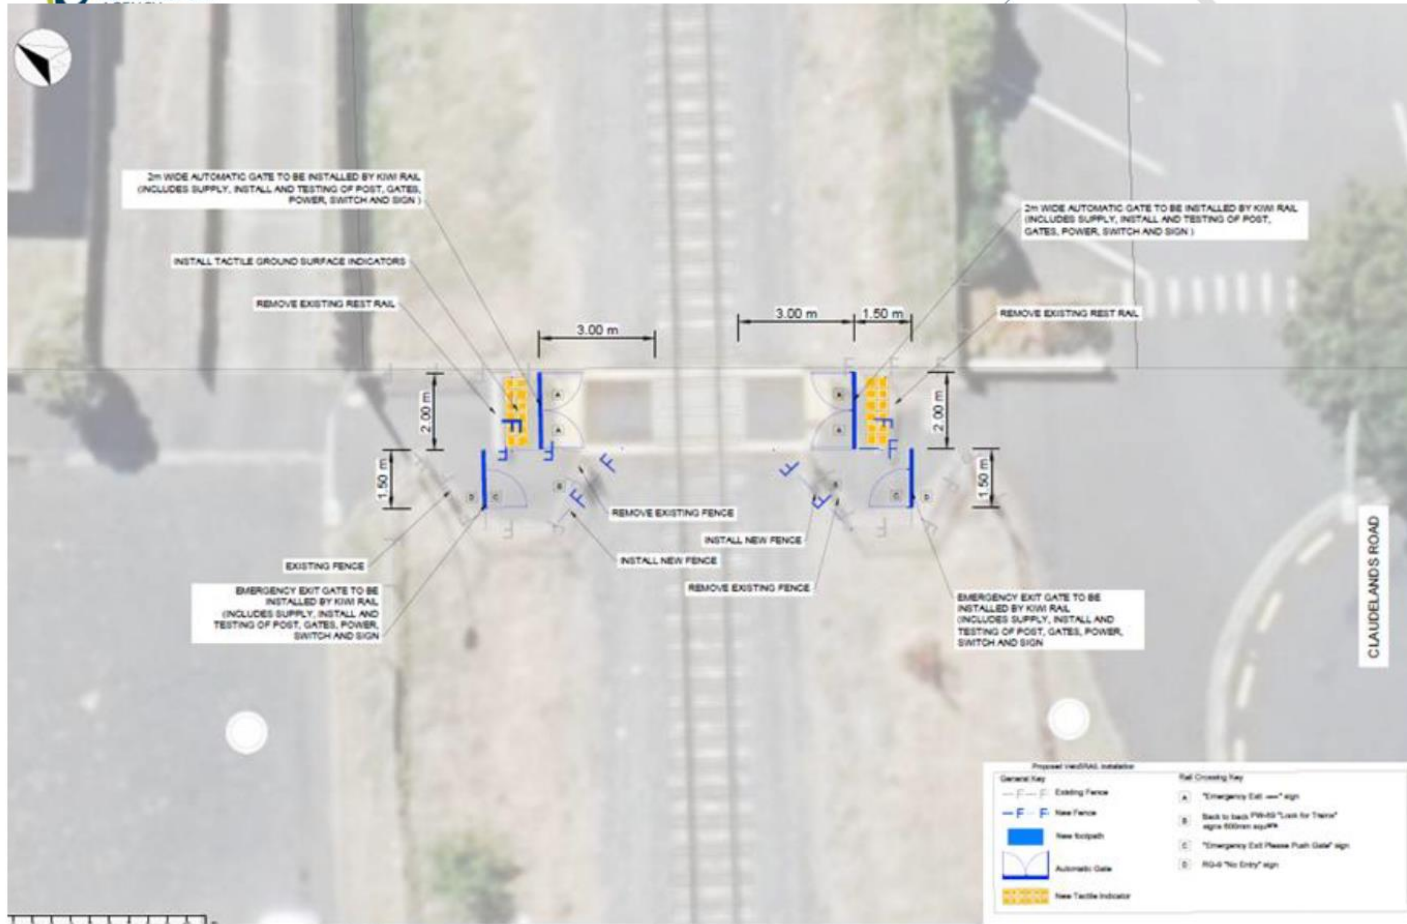 2m WIDE AUTOMATIC GATE TO BE INSTALLED BY KIWI RAIL
(INCLUDES SUPPLY, INSTALL AND TESTING OF POST, GATES,
POWER, SWITCH AND SIGN )
2m WIDE AUTOMATIC GATE TO BE INSTALLED BY KIWI RAIL
(INCLUDES SUPPLY, INSTALL AND TESTING OF POST,
GATES, POWER, SWITCH AND SIGN )
INSTALL TACTILE GROUND SURFACE INDICATORS
REMOVE EXISTING REST RAIL
REMOVE EXISTING REST RAIL
3.00 m
3.00 m
1.50 m
2.00 m
2.00 m
1.50 m
1.50 m
A
A
A
A
F
F
F
F
F
F
F
F
F
F
D
C
B
B
C
D
REMOVE EXISTING FENCE
INSTALL NEW FENCE
INSTALL NEW FENCE
REMOVE EXISTING FENCE
EXISTING FENCE
EMERGENCY EXIT GATE TO BE
INSTALLED BY KIWI RAIL
(INCLUDES SUPPLY, INSTALL AND
TESTING OF POST, GATES, POWER,
SWITCH AND SIGN
EMERGENCY EXIT GATE TO BE
INSTALLED BY KIWI RAIL
(INCLUDES SUPPLY, INSTALL AND
TESTING OF POST, GATES, POWER,
SWITCH AND SIGN
CLAUDELANDS ROAD
General Key
F F Existing Fence
F F New Fence
New footpath
Automatic Gate
New Tactile Indicator
Rail Crossing Key
A "Emergency Exit" sign
B Back to back "Look for Trains"
signs 600mm
C "Emergency Exit Please Push Gate" sign
D "No Entry" sign